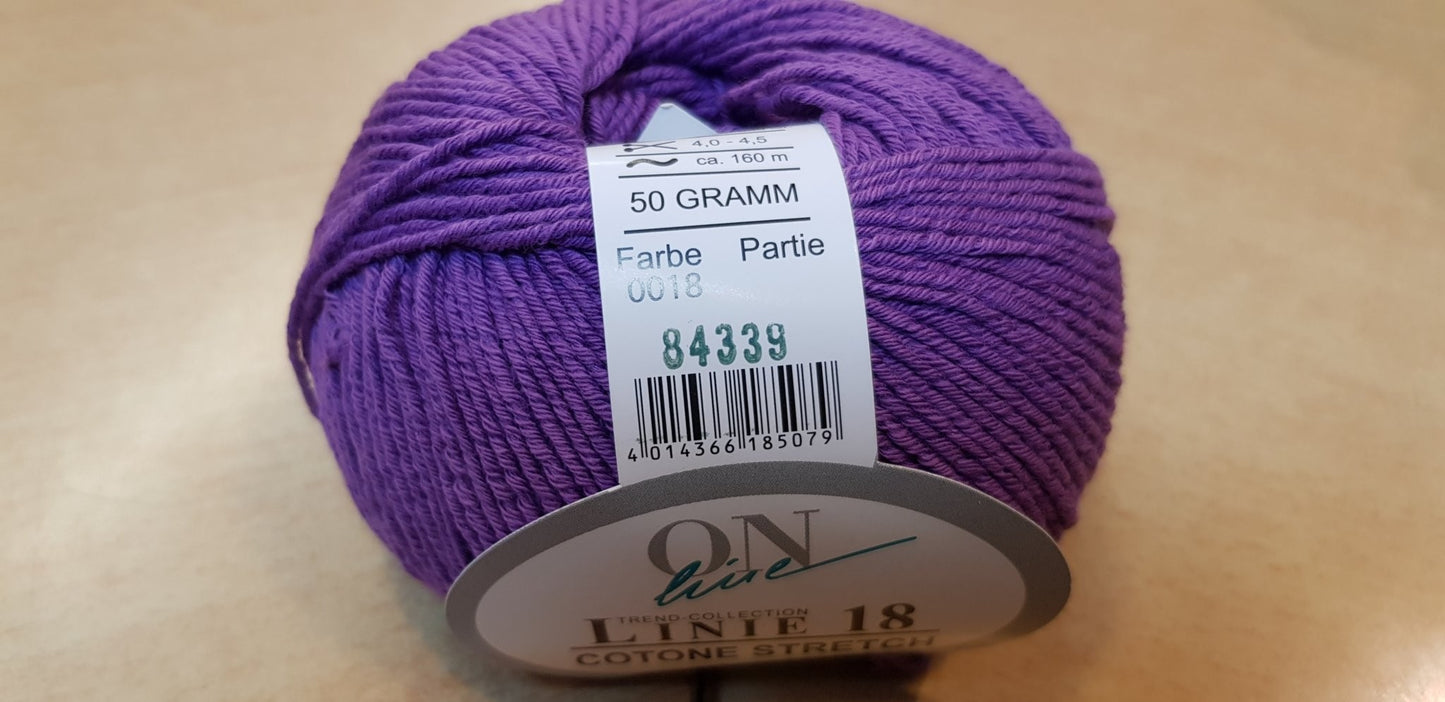 4,0 - 4,5
ca. 160 m
50 GRAMM
Farbe Partie
0018
84339
4 014366 185079
ON
line
TREND-COLLECTION
LINIE 18
COTONE STRETCH